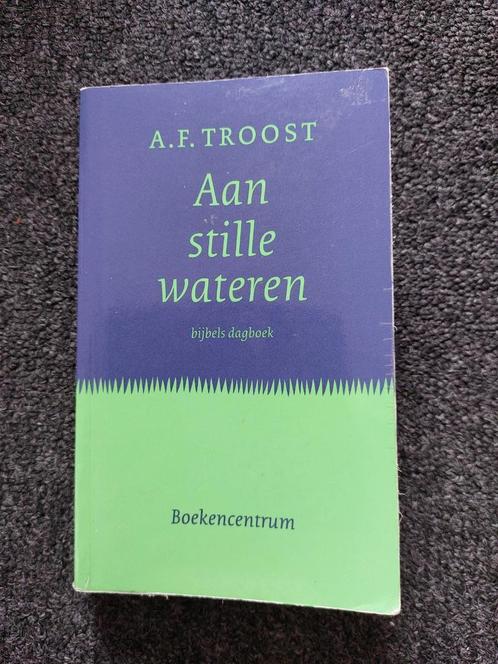 A.F. TROOST
Aan
stille
wateren
bijbels dagboek
Boekencentrum